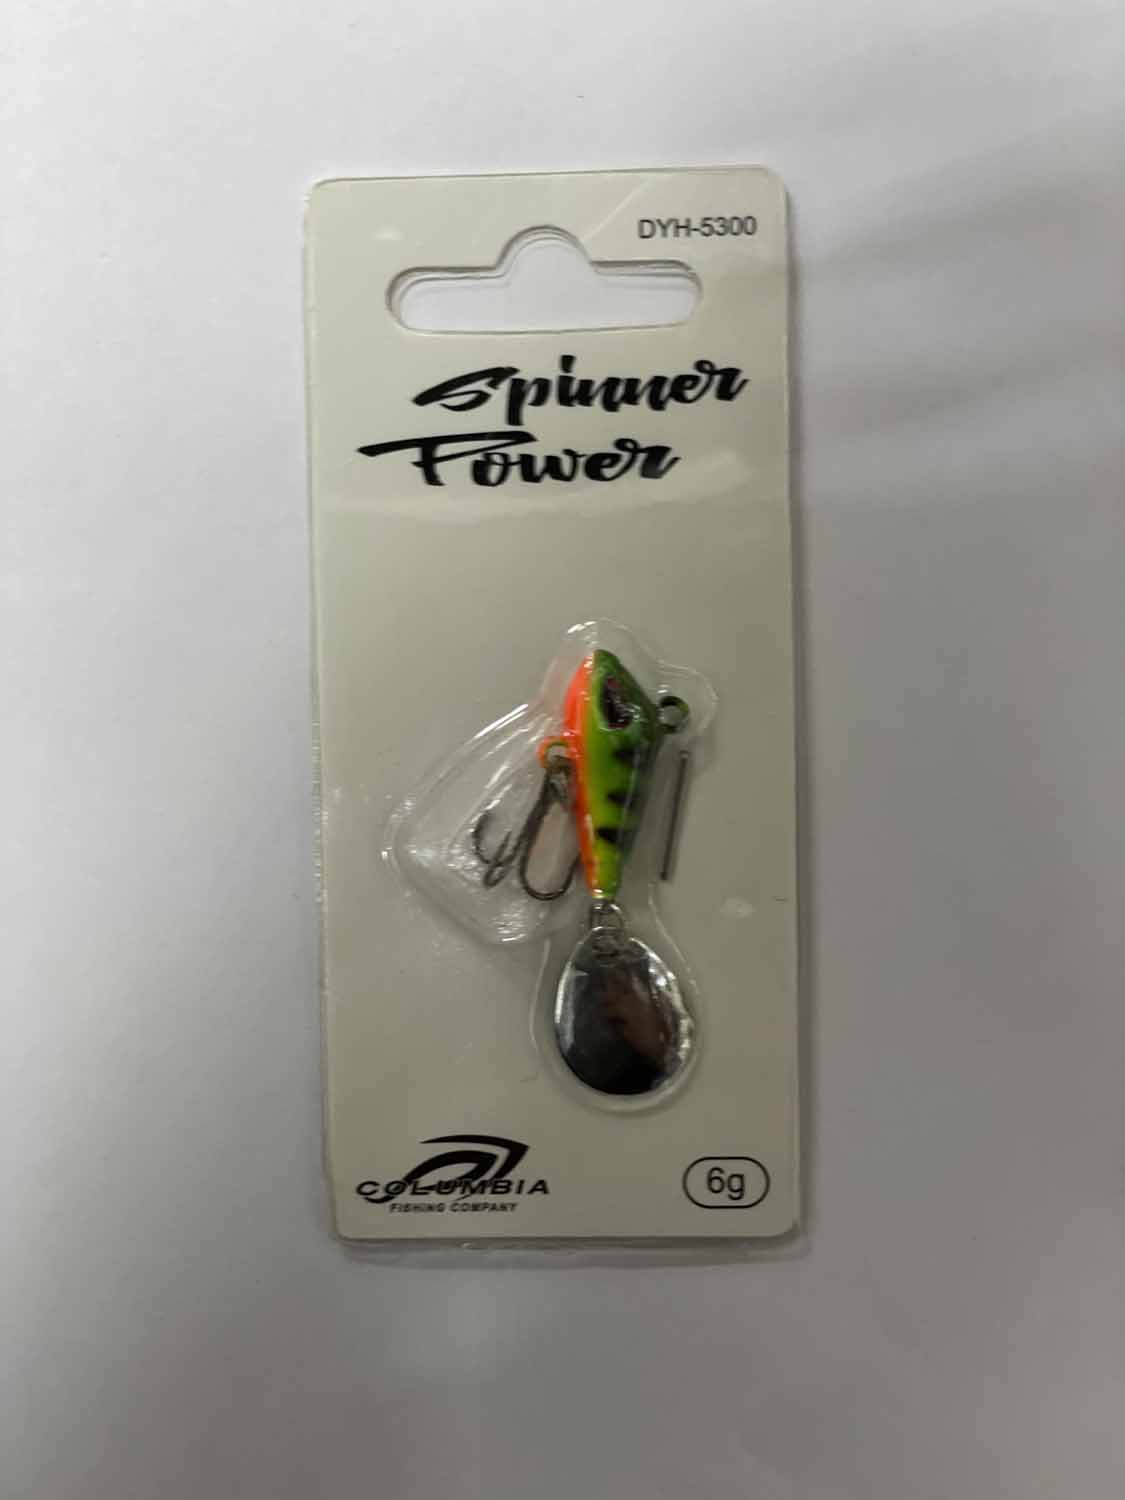 DYH-5300
Spinner
Power
COLUMBIA
FISHING COMPANY
6g